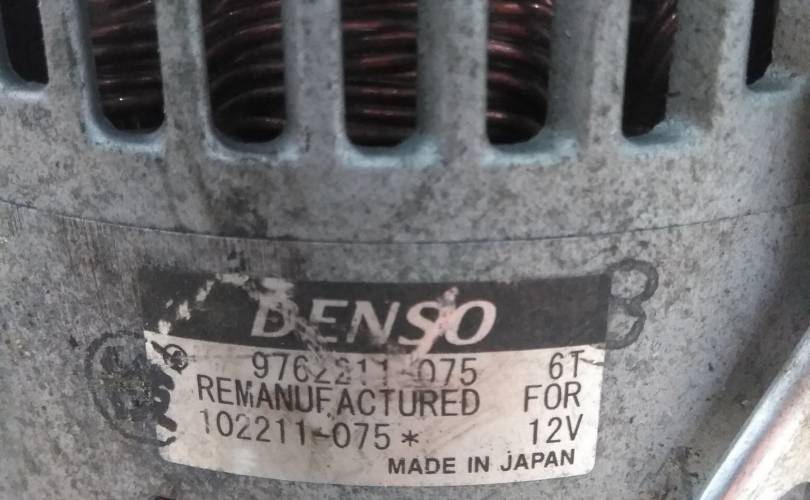 DENSO
9762211-075 6T
REMANUFACTURED FOR
102211-075* 12V
MADE IN JAPAN